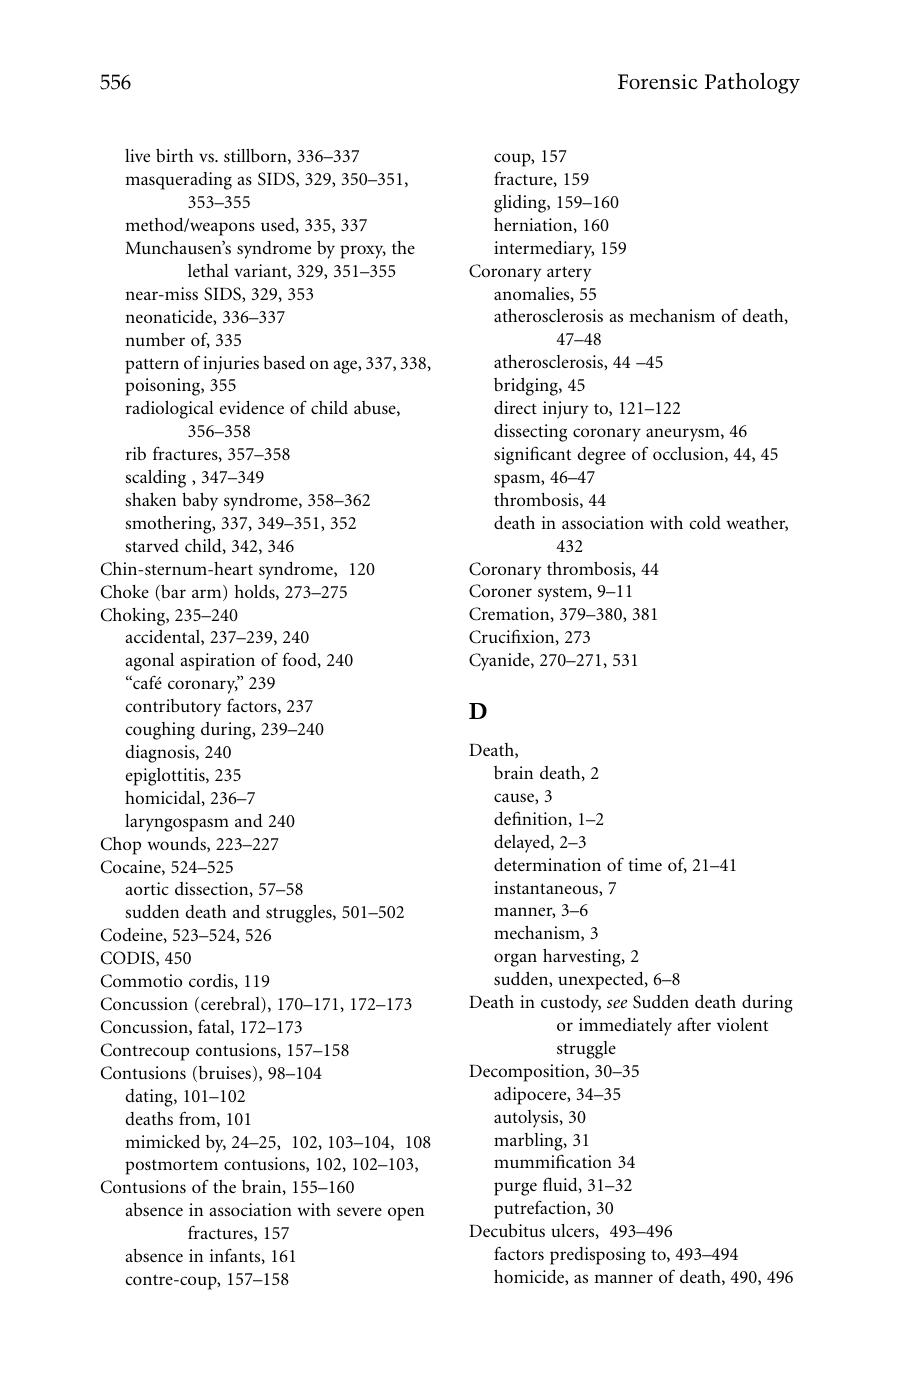 556
Forensic Pathology
live birth vs. stillborn, 336–337
masquerading as SIDS, 329, 350–351,
353–355
method/weapons used, 335, 337
Munchausen’s syndrome by proxy, the
lethal variant, 329, 351–355
near-miss SIDS, 329, 353
neonaticide, 336–337
number of, 335
pattern of injuries based on age, 337, 338,
poisoning, 355
radiological evidence of child abuse,
356–358
rib fractures, 357–358
scalding , 347–349
shaken baby syndrome, 358–362
smothering, 337, 349–351, 352
starved child, 342, 346
Chin-sternum-heart syndrome, 120
Choke (bar arm) holds, 273–275
Choking, 235–240
accidental, 237–239, 240
agonal aspiration of food, 240
“café coronary,” 239
contributory factors, 237
coughing during, 239–240
diagnosis, 240
epiglottitis, 235
homicidal, 236–7
laryngospasm and 240
Chop wounds, 223–227
Cocaine, 524–525
aortic dissection, 57–58
sudden death and struggles, 501–502
Codeine, 523–524, 526
CODIS, 450
Commotio cordis, 119
Concussion (cerebral), 170–171, 172–173
Concussion, fatal, 172–173
Contrecoup contusions, 157–158
Contusions (bruises), 98–104
dating, 101–102
deaths from, 101
mimicked by, 24–25, 102, 103–104, 108
postmortem contusions, 102, 102–103,
Contusions of the brain, 155–160
absence in association with severe open
fractures, 157
absence in infants, 161
contre-coup, 157–158
coup, 157
fracture, 159
gliding, 159–160
herniation, 160
intermediary, 159
Coronary artery
anomalies, 55
atherosclerosis as mechanism of death,
47–48
atherosclerosis, 44 –45
bridging, 45
direct injury to, 121–122
dissecting coronary aneurysm, 46
significant degree of occlusion, 44, 45
spasm, 46–47
thrombosis, 44
death in association with cold weather,
432
Coronary thrombosis, 44
Coroner system, 9–11
Cremation, 379–380, 381
Crucifixion, 273
Cyanide, 270–271, 531
D
Death,
brain death, 2
cause, 3
definition, 1–2
delayed, 2–3
determination of time of, 21–41
instantaneous, 7
manner, 3–6
mechanism, 3
organ harvesting, 2
sudden, unexpected, 6–8
Death in custody, see Sudden death during
or immediately after violent
struggle
Decomposition, 30–35
adipocere, 34–35
autolysis, 30
marbling, 31
mummification 34
purge fluid, 31–32
putrefaction, 30
Decubitus ulcers, 493–496
factors predisposing to, 493–494
homicide, as manner of death, 490, 496